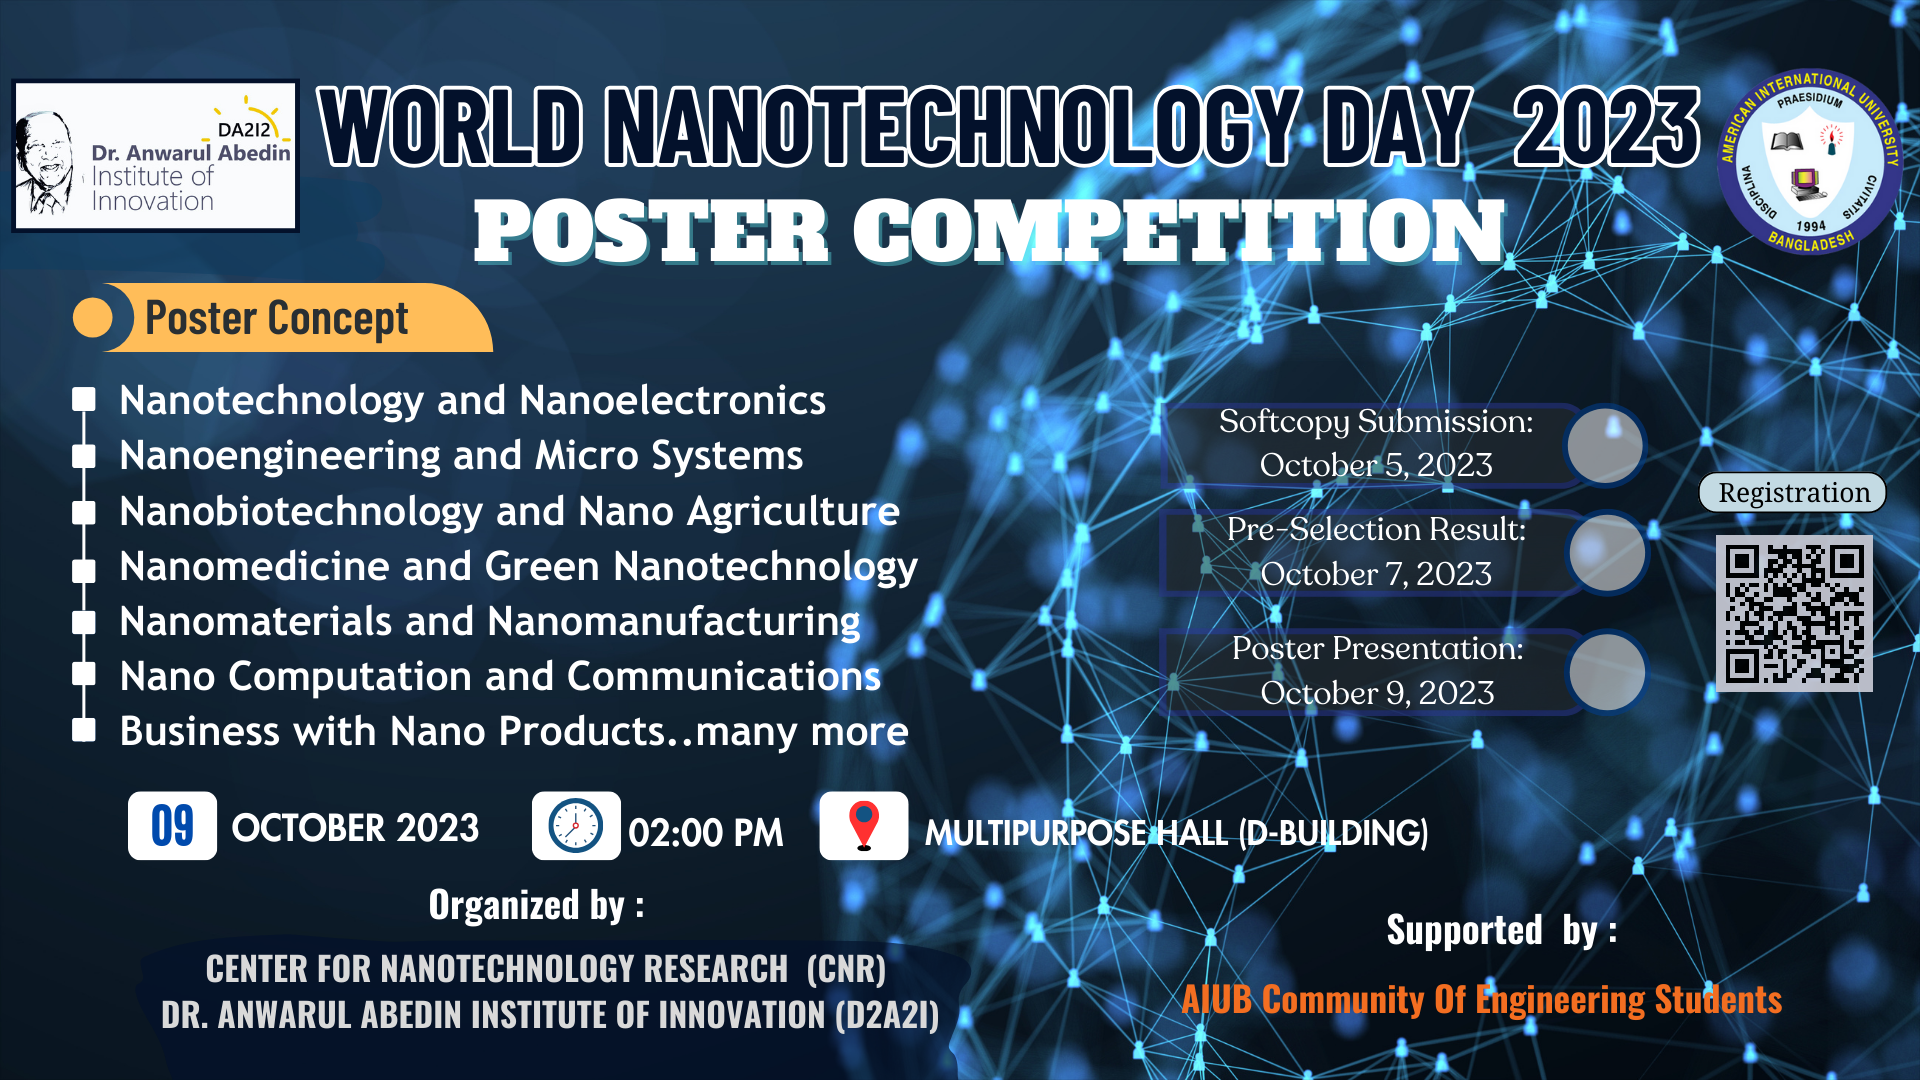 DA2I2
Dr. Anwarul Abedin
Institute of
Innovation
WORLD NANOTECHNOLOGY DAY 2023
POSTER COMPETITION
AMERICAN INTERNATIONAL UNIVERSITY
PRAESIDIUM
DISCIPLINA
CIVITATIS
1994
BANGLADESH
Poster Concept
Nanotechnology and Nanoelectronics
Nanoengineering and Micro Systems
Nanobiotechnology and Nano Agriculture
Nanomedicine and Green Nanotechnology
Nanomaterials and Nanomanufacturing
Nano Computation and Communications
Business with Nano Products..many more
Softcopy Submission:
October 5, 2023
Pre-Selection Result:
October 7, 2023
Poster Presentation:
October 9, 2023
Registration
09 OCTOBER 2023
02:00 PM
MULTIPURPOSE HALL (D-BUILDING)
Organized by :
CENTER FOR NANOTECHNOLOGY RESEARCH (CNR)
DR. ANWARUL ABEDIN INSTITUTE OF INNOVATION (D2A2I)
Supported by :
AIUB Community Of Engineering Students